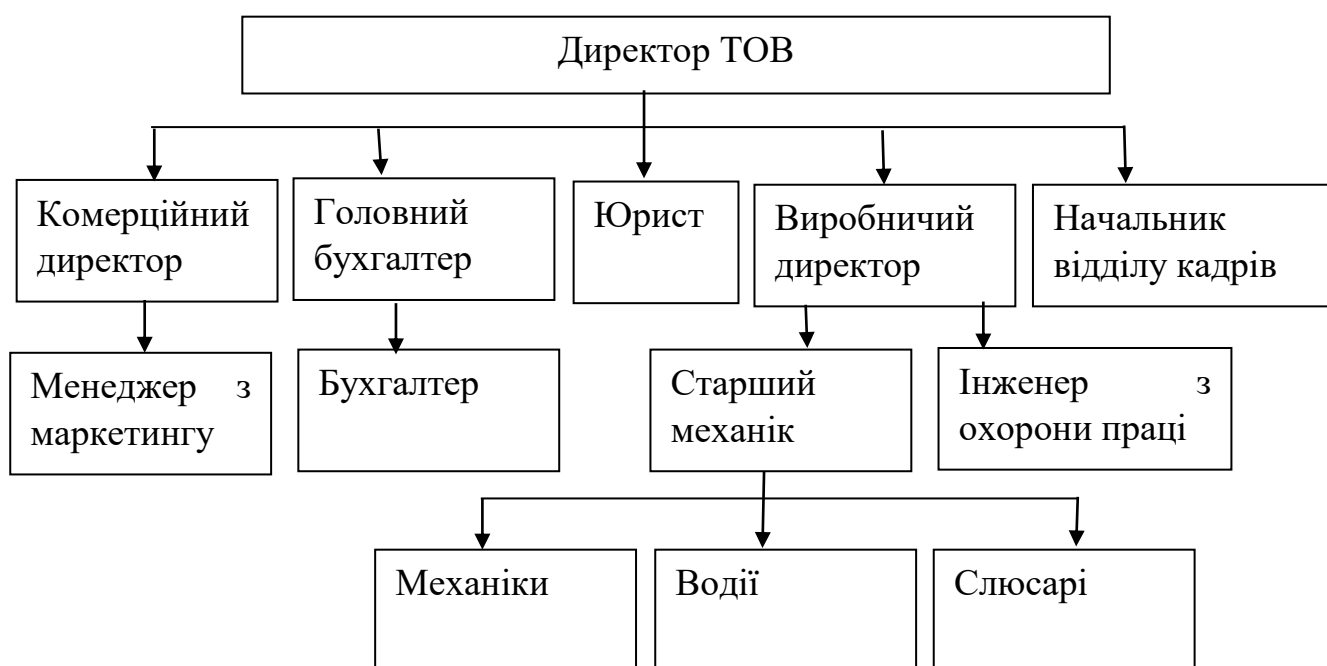 Директор ТОВ
Комерційний
директор
Головний
бухгалтер
Юрист
Виробничий
директор
Начальник
відділу кадрів
Менеджер з
маркетингу
Бухгалтер
Старший
механік
Інженер з
охорони праці
Механіки
Водії
Слюсарі